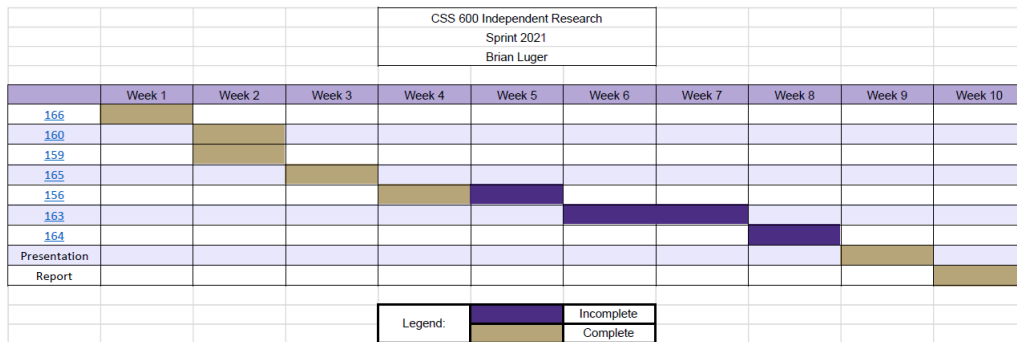 CSS 600 Independent Research
Sprint 2021
Brian Luger
Week 1 Week 2 Week 3 Week 4 Week 5 Week 6 Week 7 Week 8 Week 9 Week 10
166
160
159
165
156
163
164
Presentation
Report
Legend: Incomplete
Complete